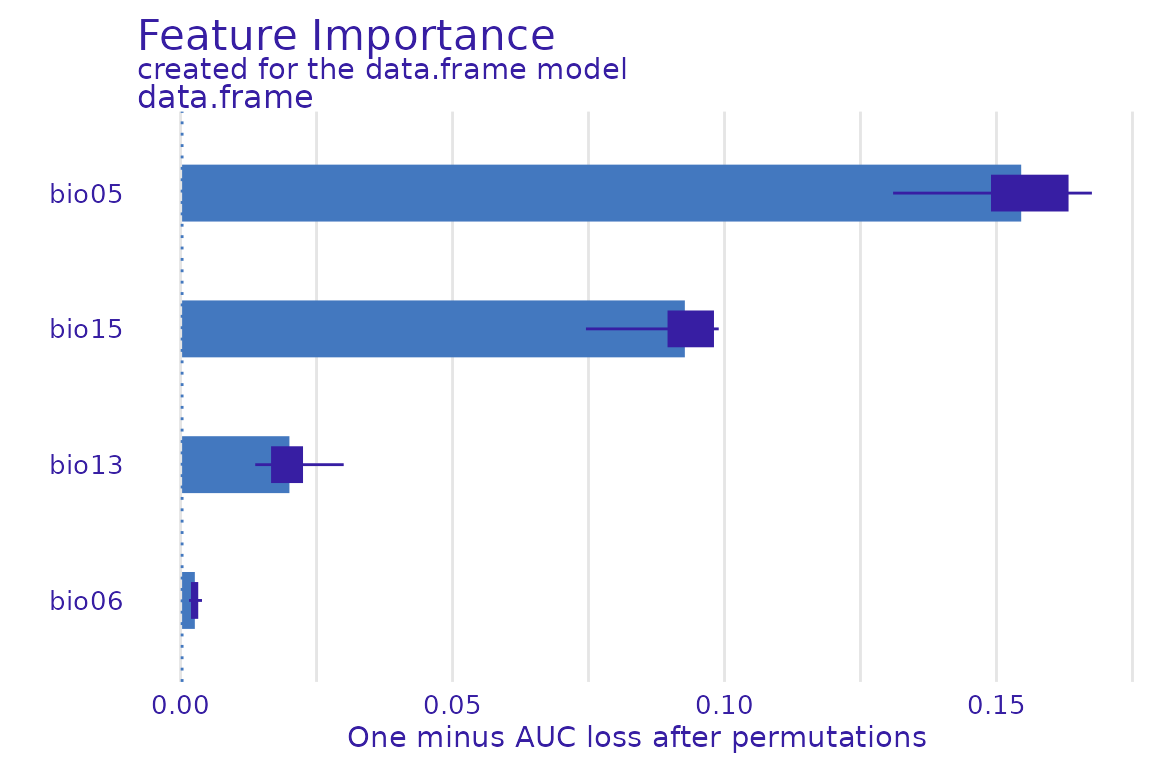 Feature Importance
created for the data.frame model
data.frame
bio05
bio15
bio13
bio06
0.00 0.05 0.10 0.15
One minus AUC loss after permutations